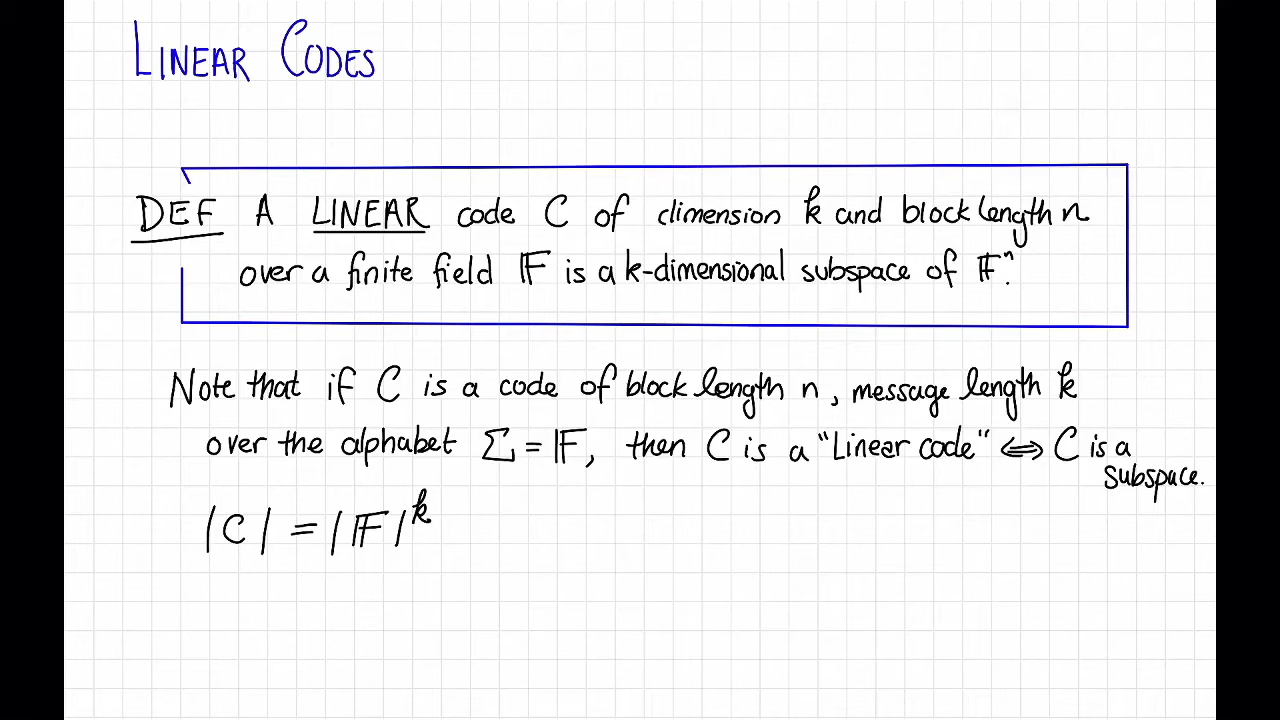 LINEAR CODES
DEF A LINEAR code C of dimension k and block length n
over a finite field 𝔽 is a k-dimensional subspace of 𝔽ⁿ.
Note that if C is a code of block length n, message length k
over the alphabet Σ = 𝔽, then C is a "Linear code" ⟺ C is a
subspace.
|C| = |𝔽|ᵏ